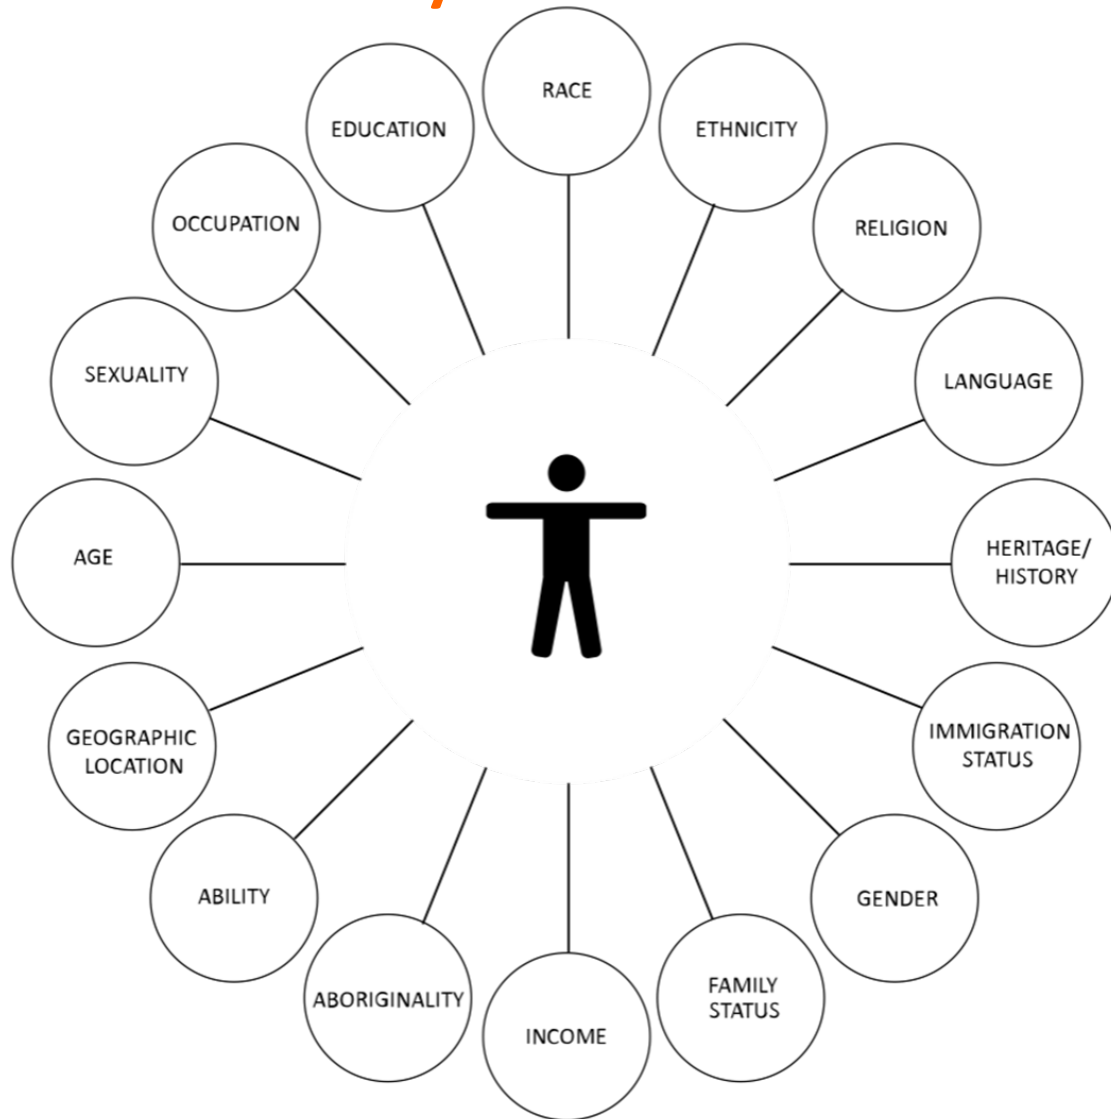 RACE
ETHNICITY
RELIGION
LANGUAGE
HERITAGE/
HISTORY
IMMIGRATION
STATUS
GENDER
FAMILY
STATUS
INCOME
ABORIGINALITY
ABILITY
GEOGRAPHIC
LOCATION
AGE
SEXUALITY
OCCUPATION
EDUCATION